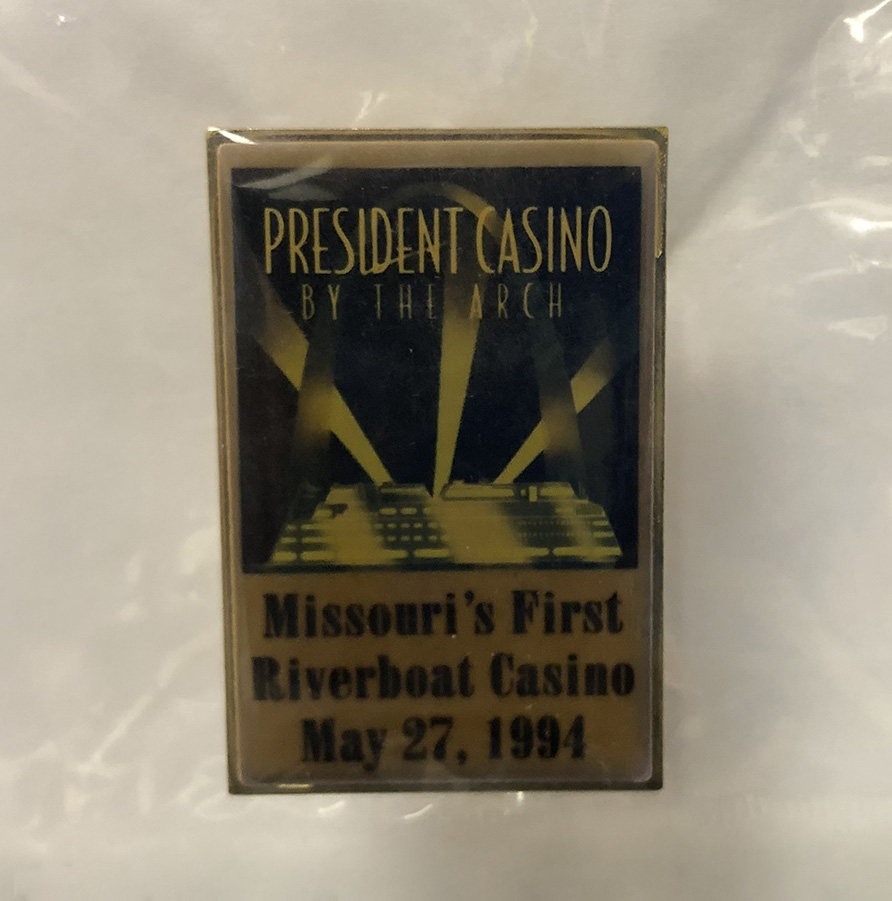 PRESIDENT CASINO
BY THE ARCH
Missouri's First
Riverboat Casino
May 27, 1994